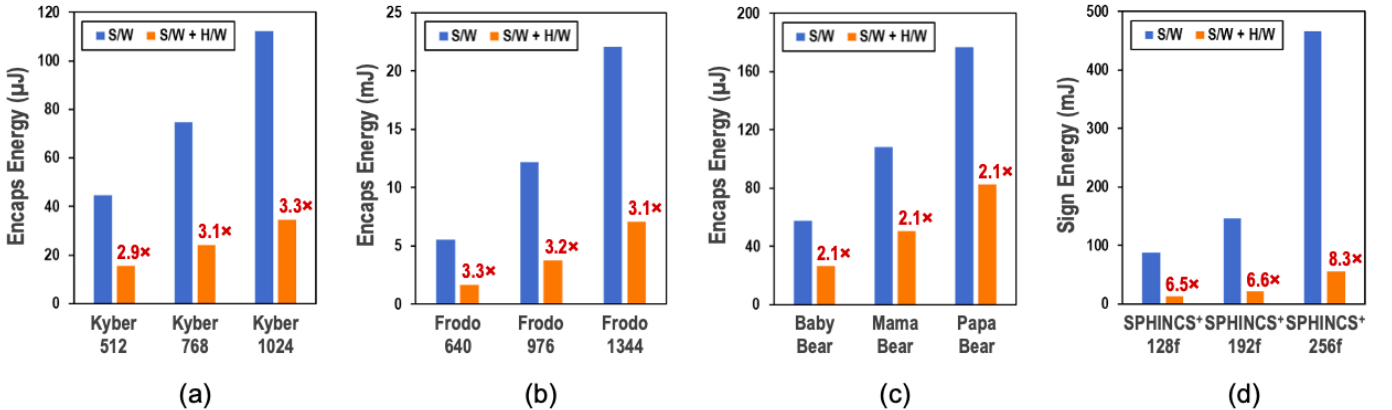 Encaps Energy (μJ)
120
100
80
60
40
20
0
S/W
S/W + H/W
2.9×
3.1×
3.3×
Kyber
512
Kyber
768
Kyber
1024
(a)
Encaps Energy (mJ)
25
20
15
10
5
0
S/W
S/W + H/W
3.3×
3.2×
3.1×
Frodo
640
Frodo
976
Frodo
1344
(b)
Encaps Energy (μJ)
200
160
120
80
40
0
S/W
S/W + H/W
2.1×
2.1×
2.1×
Baby
Bear
Mama
Bear
Papa
Bear
(c)
Sign Energy (mJ)
500
400
300
200
100
0
S/W
S/W + H/W
6.5×
6.6×
8.3×
SPHINCS⁺
128f
SPHINCS⁺
192f
SPHINCS⁺
256f
(d)